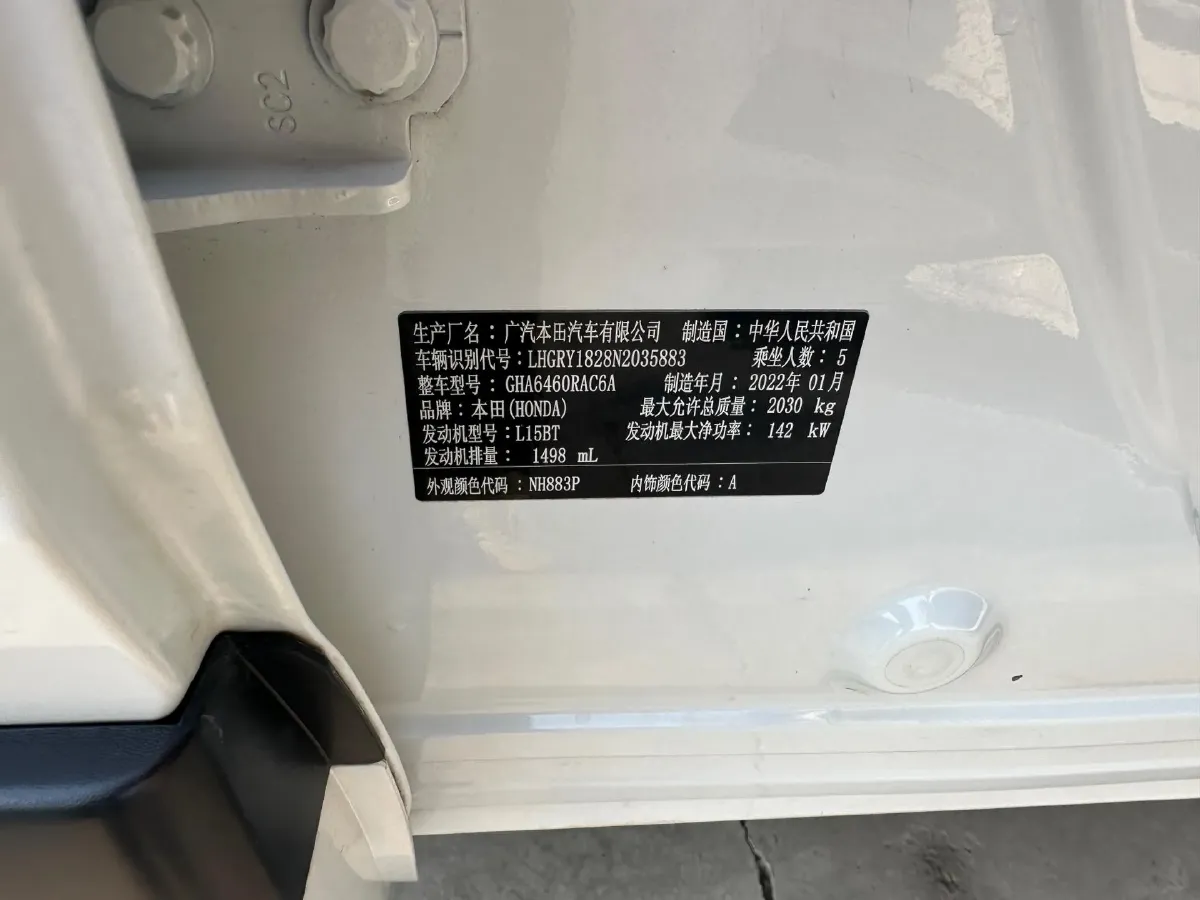 SC2
生产厂名：广汽本田汽车有限公司 制造国：中华人民共和国
车辆识别代号：LHGRY1828N2035883 乘坐人数：5
整车型号：GHA6460RAC6A 制造年月：2022年 01月
品牌：本田(HONDA) 最大允许总质量：2030 kg
发动机型号：L15BT 发动机最大净功率：142 kW
发动机排量：1498 mL
外观颜色代码：NH883P 内饰颜色代码：A